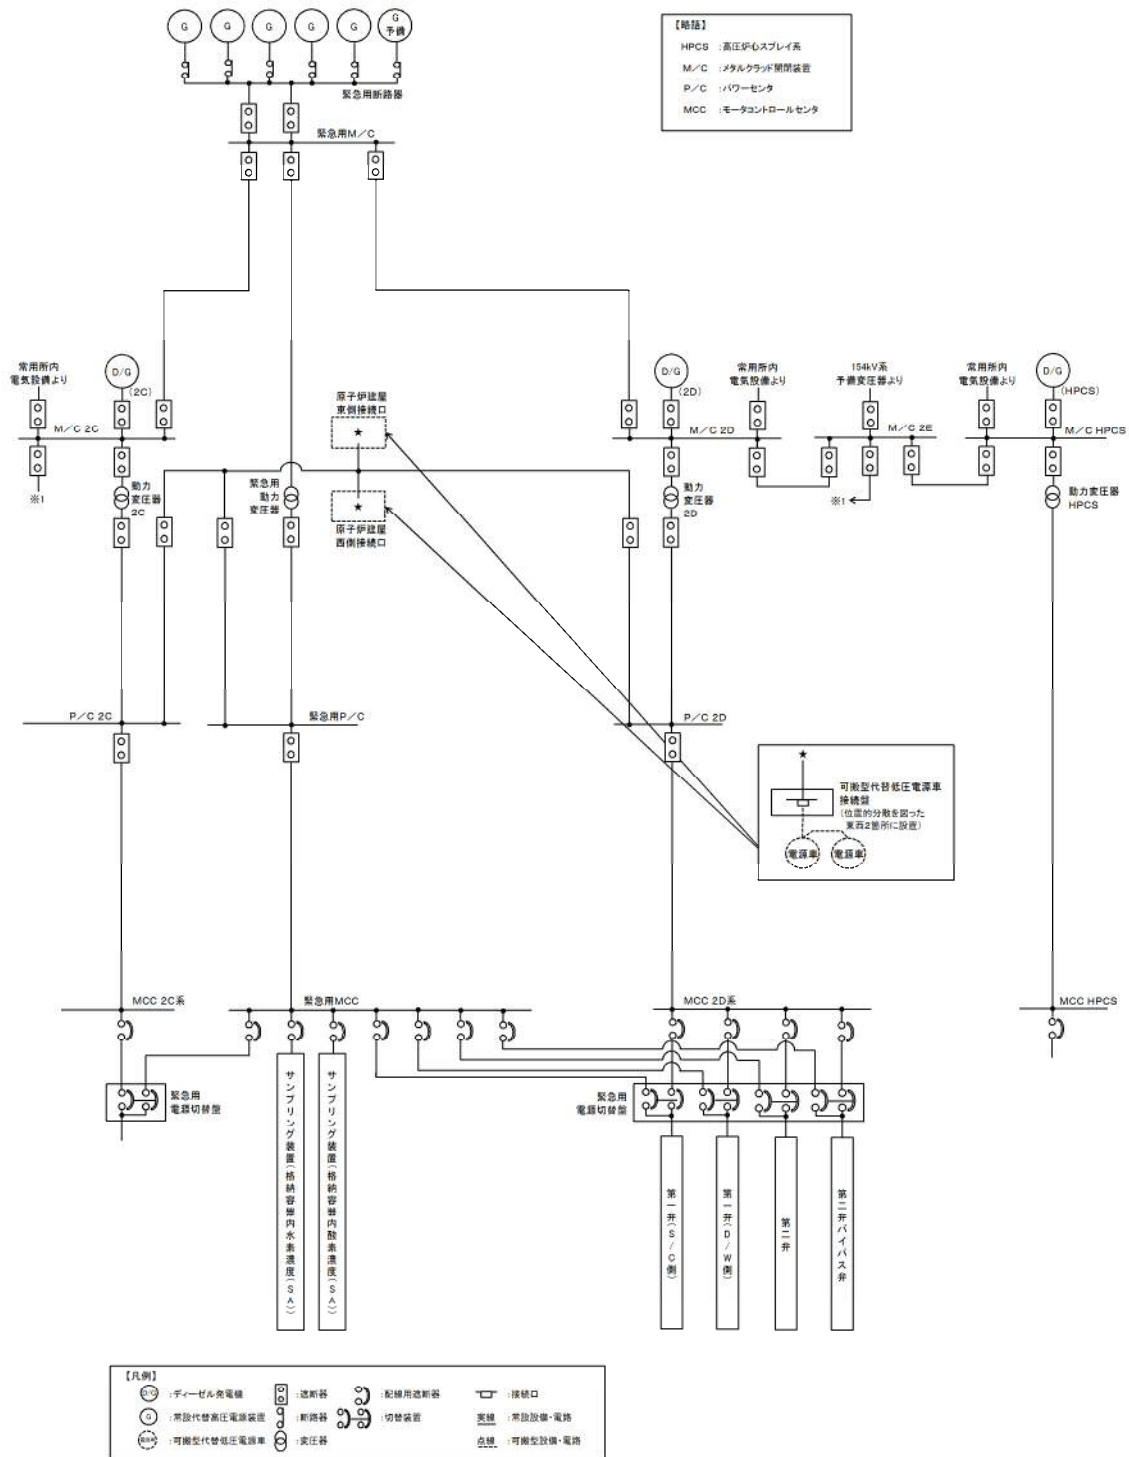 G
G
G
G
G
G
予備
緊急用断路器
【略語】
HPCS :高圧炉心スプレイ系
M/C :メタルクラッド開閉装置
P/C :パワーセンタ
MCC :モータコントロールセンタ
緊急用M/C
常用所内
電気設備より
D/G
(2C)
M/C 2C
※1
動力
変圧器
2C
緊急用
動力
変圧器
原子炉建屋
東側接続口
★
★
原子炉建屋
西側接続口
D/G
(2D)
M/C 2D
動力
変圧器
2D
常用所内
電気設備より
154kV系
予備変圧器より
M/C 2E
※1
常用所内
電気設備より
D/G
(HPCS)
M/C HPCS
動力変圧器
HPCS
P/C 2C
緊急用P/C
P/C 2D
★
可搬型代替低圧電源車
接続盤
(位置的分散を図った
東西2箇所に設置)
電源車
電源車
MCC 2C系
緊急用MCC
MCC 2D系
MCC HPCS
緊急用
電源切替盤
緊急用
電源切替盤
サンプリング装置(格納容器内水素濃度(SA))
サンプリング装置(格納容器内酸素濃度(SA))
第一弁(S/C側)
第一弁(D/W側)
第二弁
第二弁バイパス弁
【凡例】
D/G :ディーゼル発電機
:遮断器
:配線用遮断器
:接続口
G :常設代替高圧電源装置
:断路器
:切替装置
実線 :常設設備・電路
電源車 :可搬型代替低圧電源車
:変圧器
点線 :可搬型設備・電路